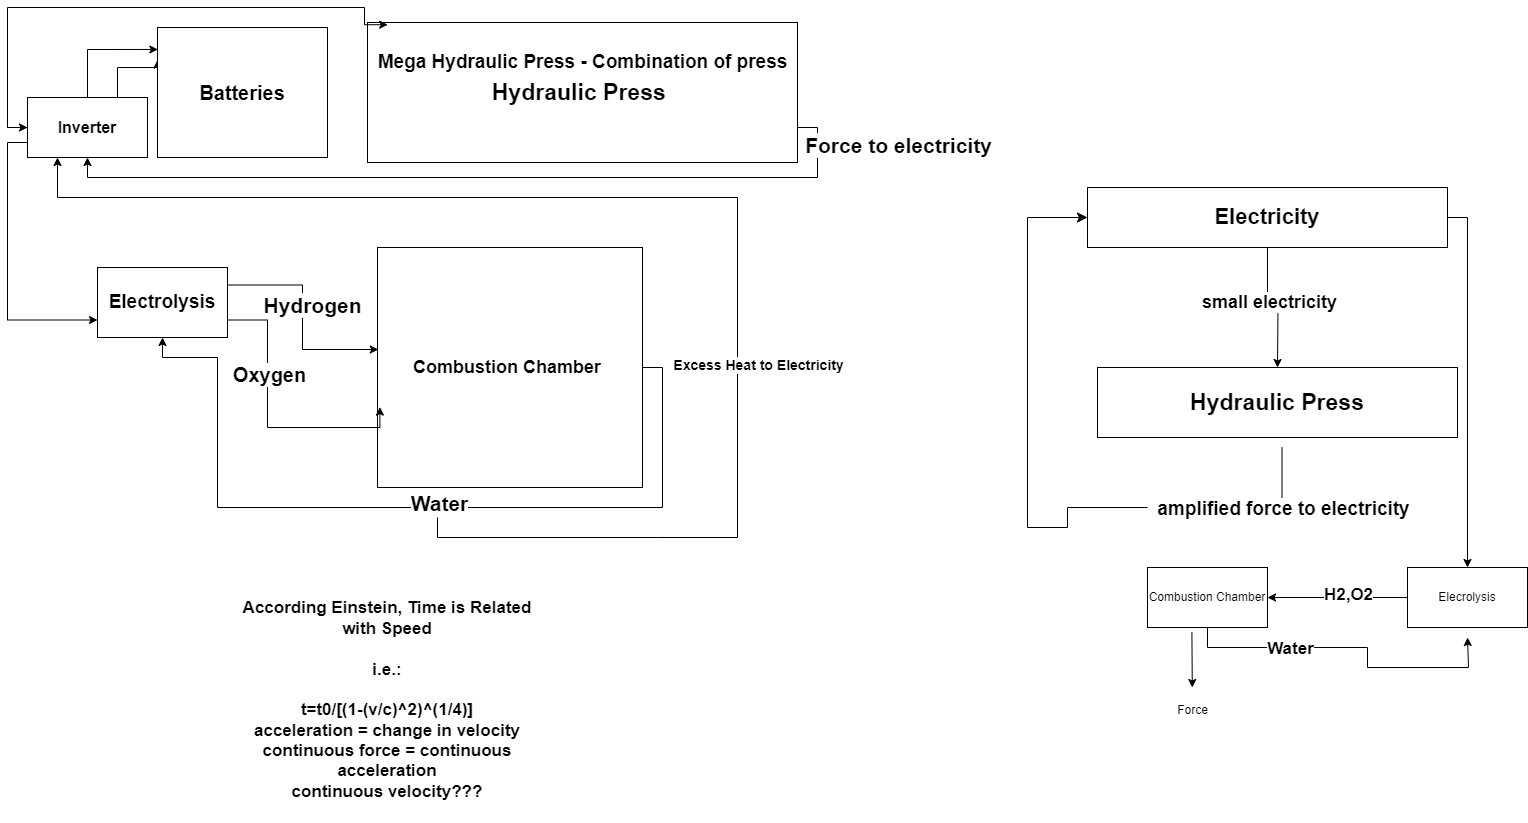 Mega Hydraulic Press - Combination of press
Hydraulic Press
Batteries
Inverter
Force to electricity
Electrolysis
Hydrogen
Oxygen
Combustion Chamber
Excess Heat to Electricity
Water
According Einstein, Time is Related
with Speed
i.e.:
t=t0/[(1-(v/c)^2)^(1/4)]
acceleration = change in velocity
continuous force = continuous
acceleration
continuous velocity???
Electricity
small electricity
Hydraulic Press
amplified force to electricity
Combustion Chamber
H2,O2
Elecrolysis
Water
Force